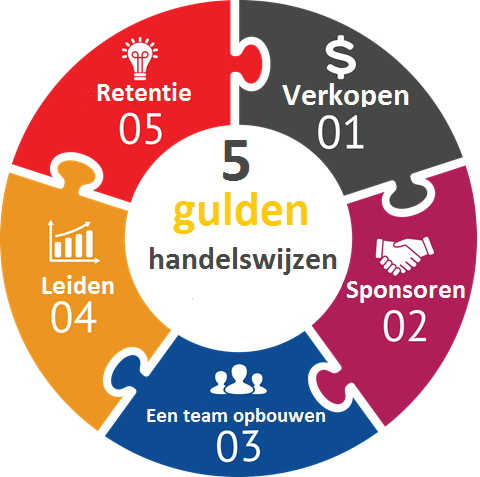 5
gulden
handelswijzen
$
Verkopen
01
Sponsoren
02
Een team opbouwen
03
Leiden
04
Retentie
05